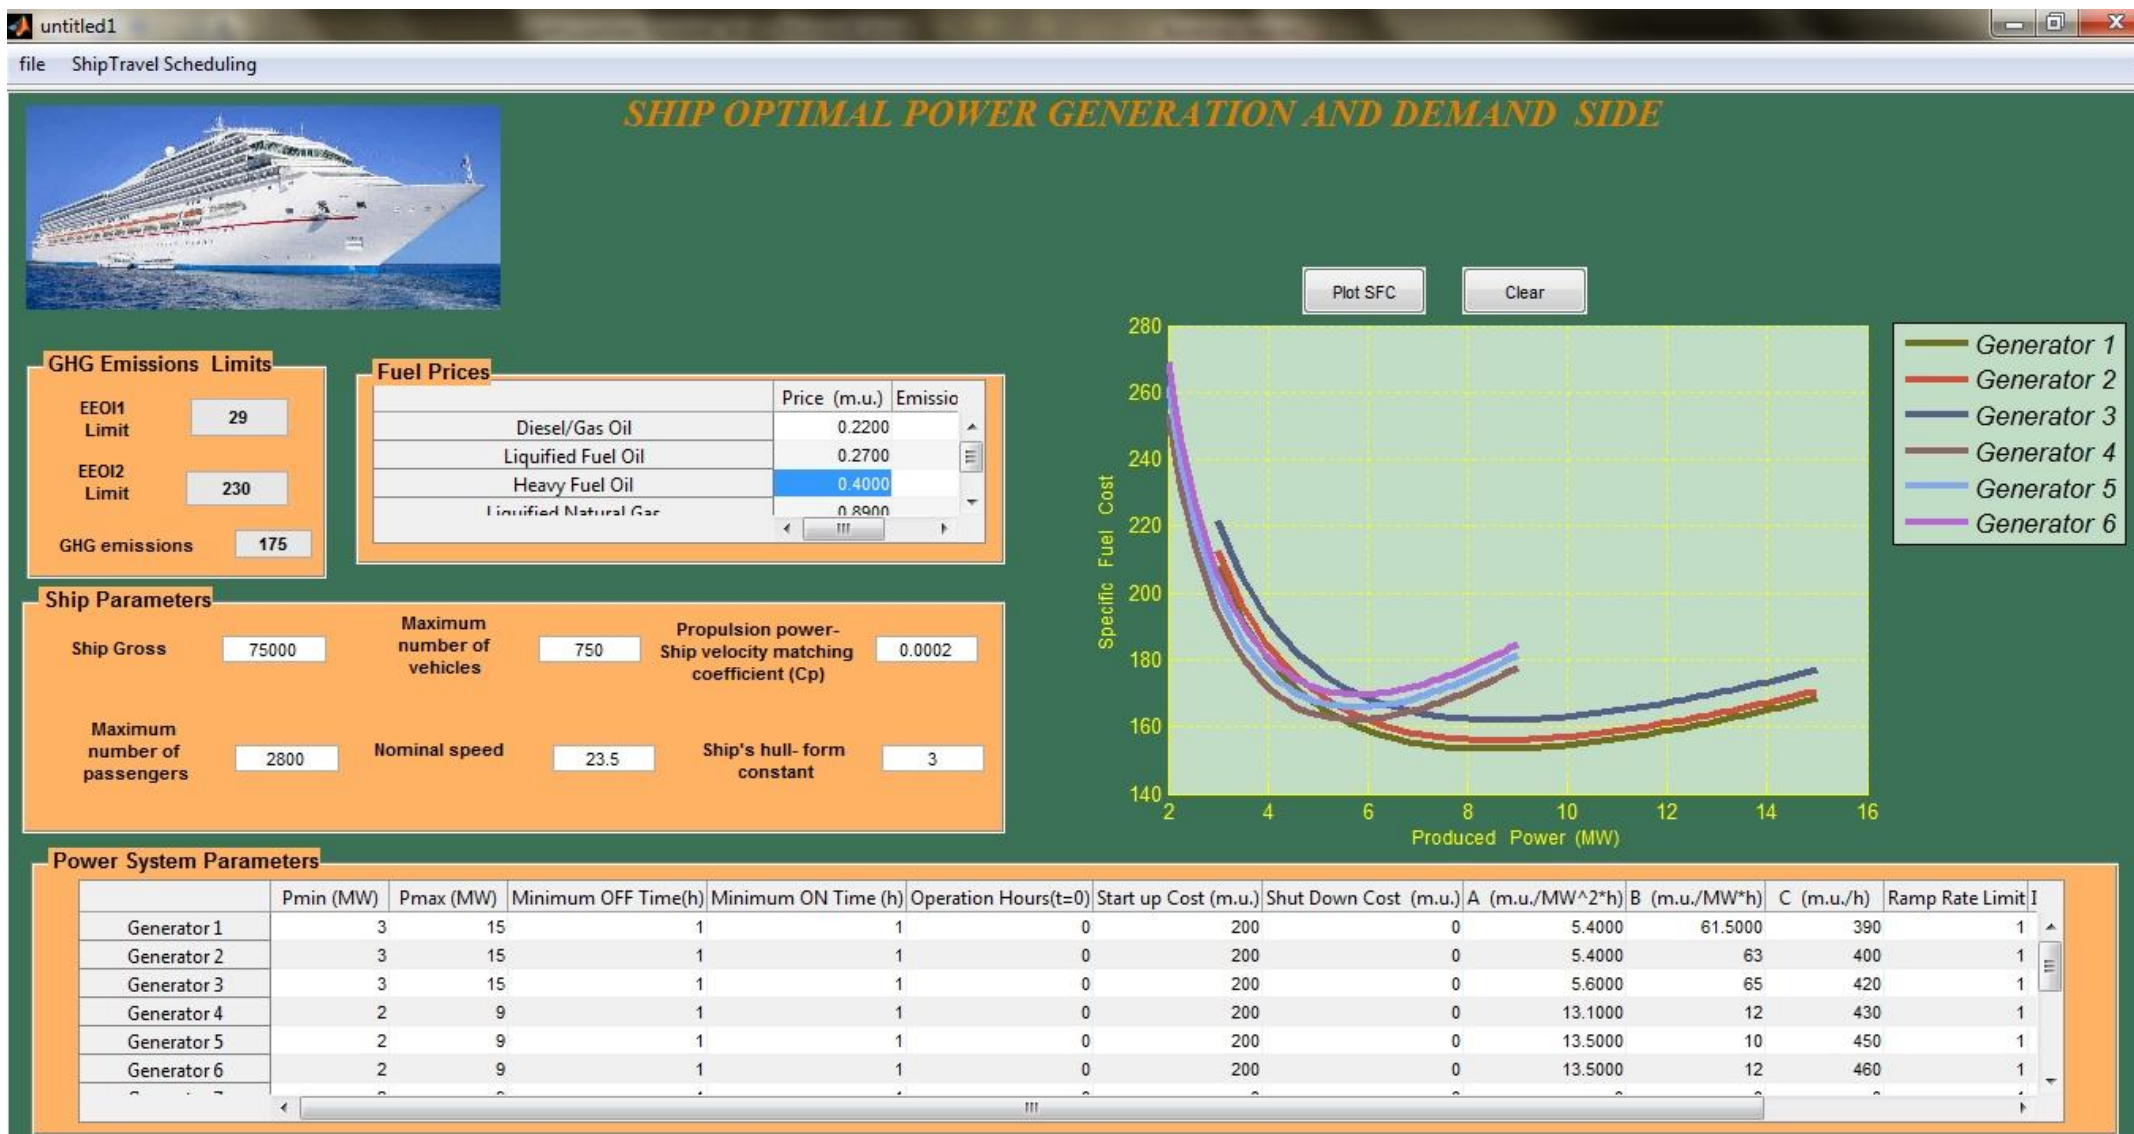 untitled1
file ShipTravel Scheduling
SHIP OPTIMAL POWER GENERATION AND DEMAND SIDE
Plot SFC Clear
GHG Emissions Limits
EEOI1
Limit
29
EEOI2
Limit
230
GHG emissions 175
Fuel Prices
Price (m.u.) Emissio
Diesel/Gas Oil 0.2200
Liquified Fuel Oil 0.2700
Heavy Fuel Oil 0.4000
Liquified Natural Gas 0.8900
Ship Parameters
Ship Gross 75000
Maximum
number of
vehicles
750
Propulsion power-
Ship velocity matching
coefficient (Cp)
0.0002
Maximum
number of
passengers
2800
Nominal speed 23.5
Ship's hull- form
constant
3
280
260
240
220
200
180
160
140
Specific Fuel Cost
2 4 6 8 10 12 14 16
Produced Power (MW)
Generator 1
Generator 2
Generator 3
Generator 4
Generator 5
Generator 6
Power System Parameters
Pmin (MW) Pmax (MW) Minimum OFF Time(h) Minimum ON Time (h) Operation Hours(t=0) Start up Cost (m.u.) Shut Down Cost (m.u.) A (m.u./MW^2*h) B (m.u./MW*h) C (m.u./h) Ramp Rate Limit
Generator 1 3 15 1 1 0 200 0 5.4000 61.5000 390 1
Generator 2 3 15 1 1 0 200 0 5.4000 63 400 1
Generator 3 3 15 1 1 0 200 0 5.6000 65 420 1
Generator 4 2 9 1 1 0 200 0 13.1000 12 430 1
Generator 5 2 9 1 1 0 200 0 13.5000 10 450 1
Generator 6 2 9 1 1 0 200 0 13.5000 12 460 1